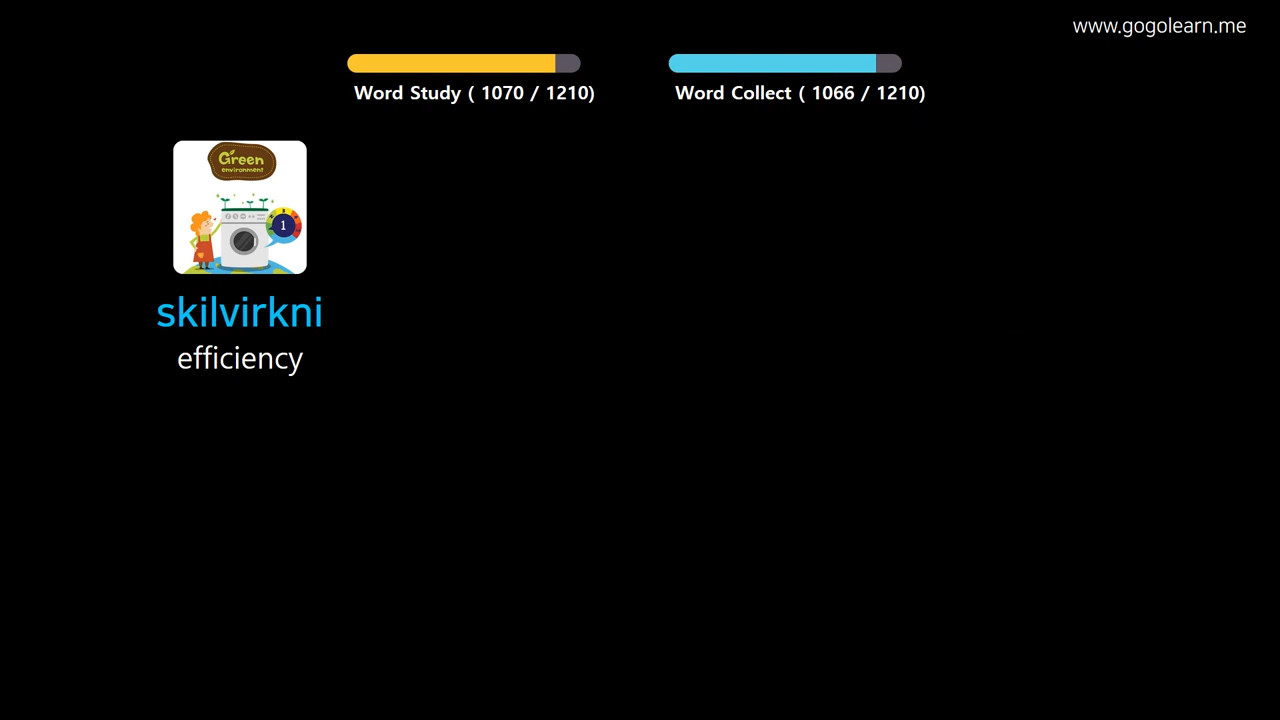 www.gogolearn.me
Word Study ( 1070 / 1210)
Word Collect ( 1066 / 1210)
Green
environment
1
skilvirkni
efficiency